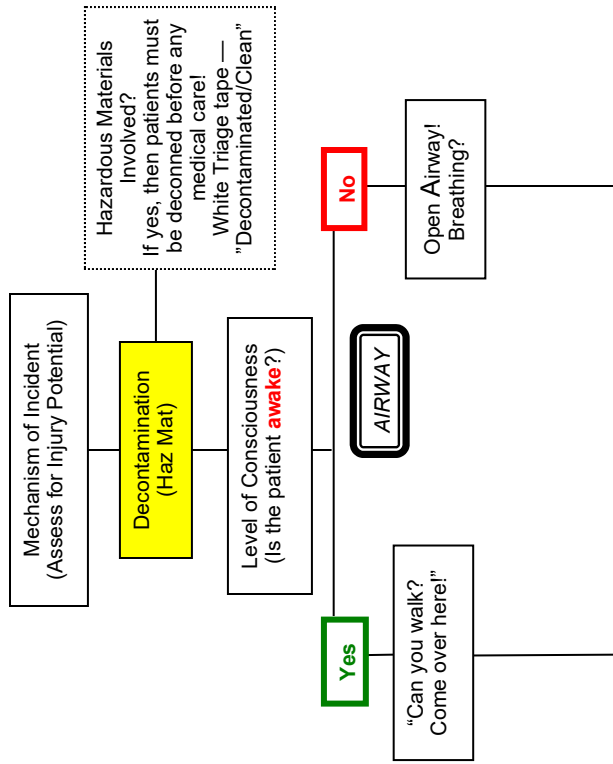 Mechanism of Incident
(Assess for Injury Potential)
Decontamination
(Haz Mat)
Hazardous Materials
Involved?
If yes, then patients must
be deconned before any
medical care!
White Triage tape —
”Decontaminated/Clean”
Level of Consciousness
(Is the patient awake?)
Yes
AIRWAY
No
“Can you walk?
Come over here!”
Open Airway!
Breathing?